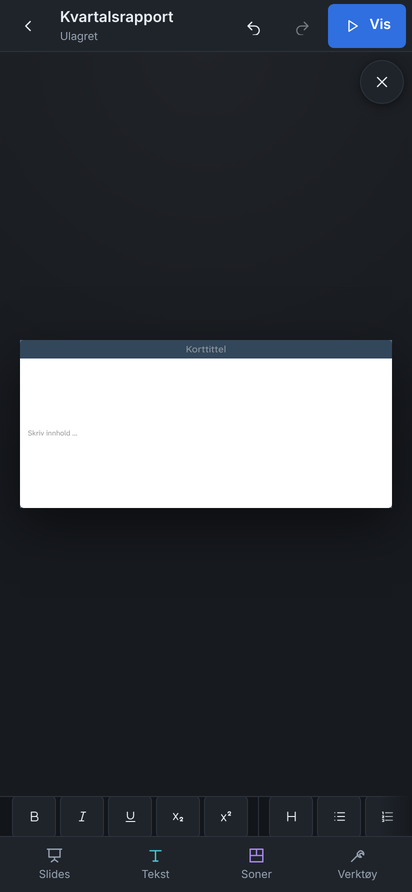 Kvartalsrapport
Ulagret
Vis
Korttittel
Skriv innhold ...
B I U X₂ X² H
Slides Tekst Soner Verktøy